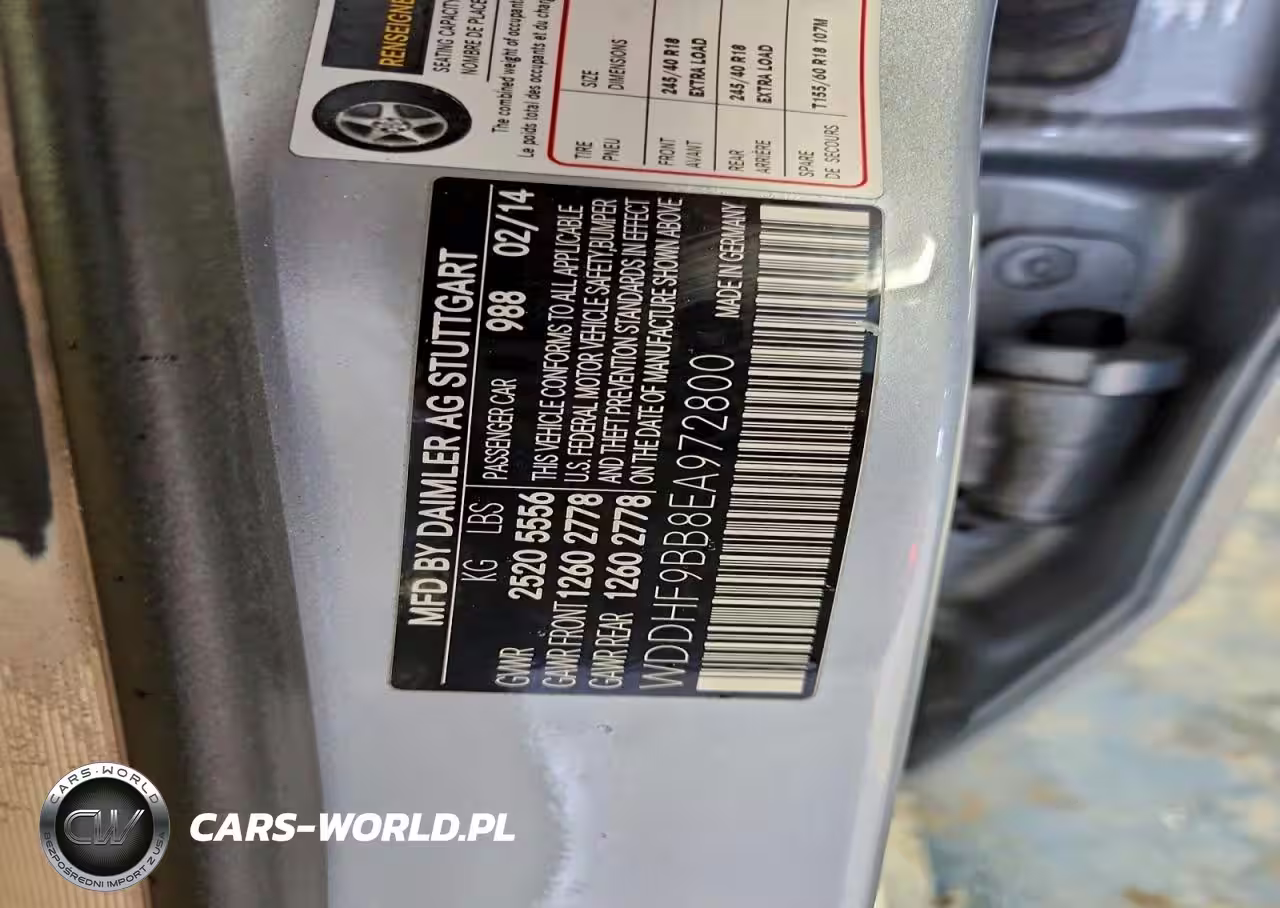 RENSEIGNE
SEATING CAPACITY
NOMBRE DE PLACE
The combined weight of occupant
Le poids total des occupants et du charg
TIRE SIZE
PNEU DIMENSIONS
FRONT 245/40 R18
AVANT EXTRA LOAD
REAR 245/40 R18
ARRIÈRE EXTRA LOAD
SPARE T155/60 R18 107M
DE SECOURS
MFD BY DAIMLER AG STUTTGART
KG LBS PASSENGER CAR 988 02/14
GWR 2520 5556 THIS VEHICLE CONFORMS TO ALL APPLICABLE
GAWR FRONT 1260 2778 U.S. FEDERAL MOTOR VEHICLE SAFETY,BUMPER
GAWR REAR 1260 2778 AND THEFT PREVENTION STANDARDS IN EFFECT
ON THE DATE OF MANUFACTURE SHOWN ABOVE
WDDHF9BB8EA972800 MADE IN GERMANY
CARS-WORLD
CW
BEZPOŚREDNI IMPORT Z USA
CARS-WORLD.PL